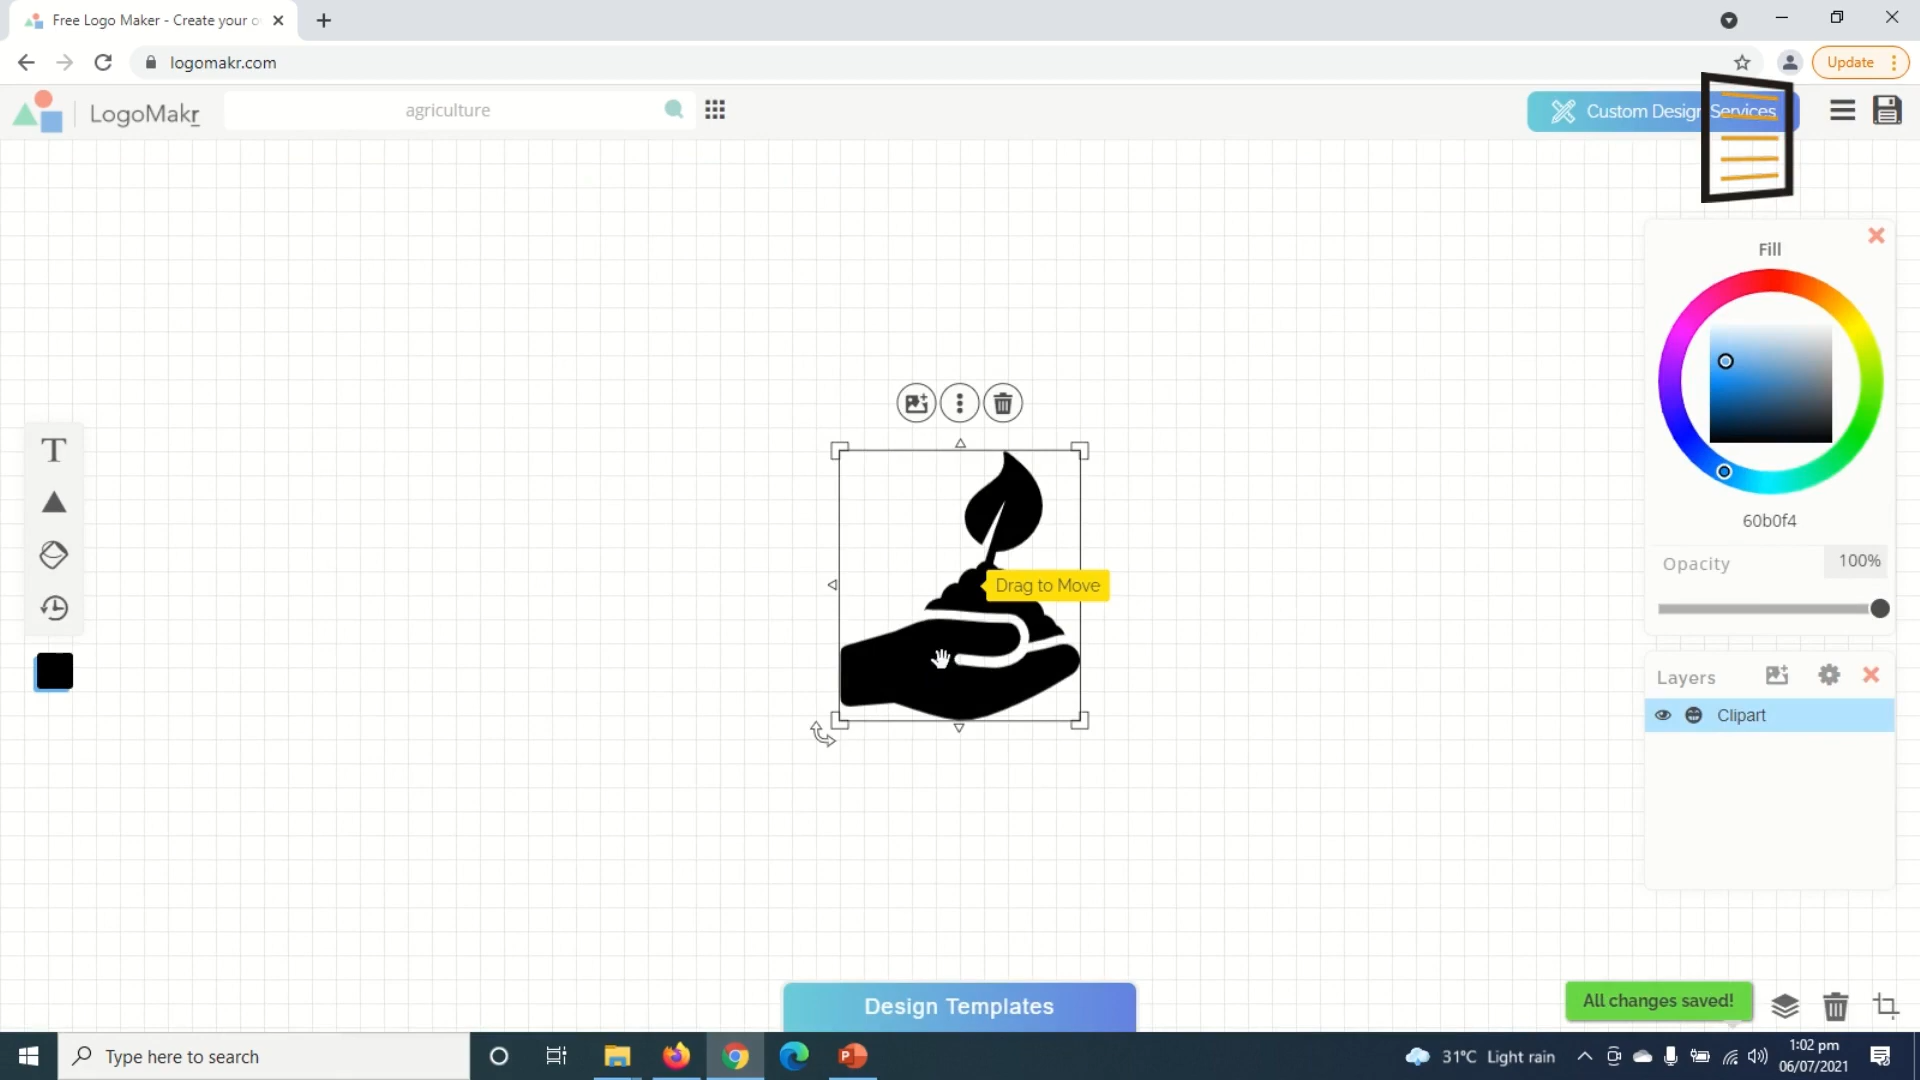 Free Logo Maker - Create your o
logomakr.com
Update
LogoMakr
agriculture
Custom Design Services
Fill
60b0f4
Opacity
100%
T
Drag to Move
Layers
Clipart
Design Templates
All changes saved!
Type here to search
31°C Light rain
1:02 pm
06/07/2021